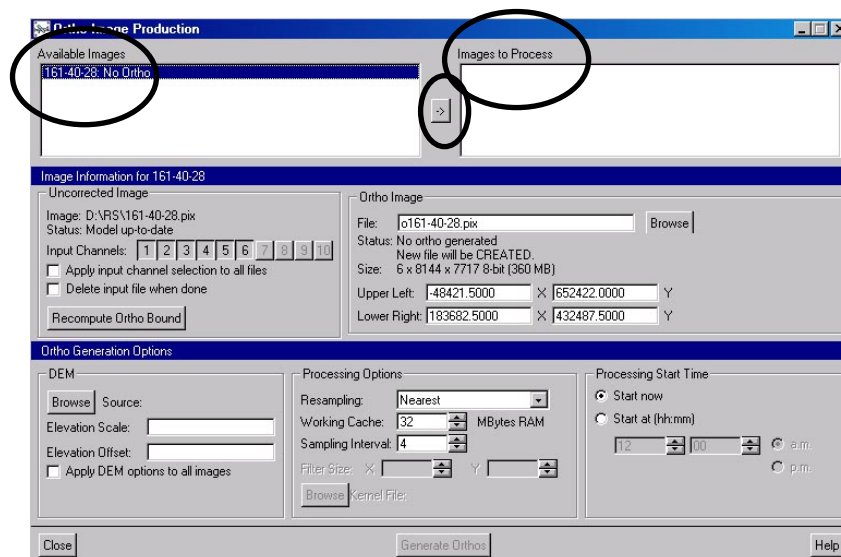 Ortho Image Production
Available Images
Images to Process
161-40-28: No Ortho
->
Image Information for 161-40-28
Uncorrected Image
Image: D:\RS\161-40-28.pix
Status: Model up-to-date
Input Channels: 1 2 3 4 5 6 7 8 9 10
Apply input channel selection to all files
Delete input file when done
Recompute Ortho Bound
Ortho Image
File: o161-40-28.pix Browse
Status: No ortho generated
New file will be CREATED.
Size: 6 x 8144 x 7717 8-bit (360 MB)
Upper Left: -48421.5000 X 652422.0000 Y
Lower Right: 183682.5000 X 432487.5000 Y
Ortho Generation Options
DEM
Browse Source:
Elevation Scale:
Elevation Offset:
Apply DEM options to all images
Processing Options
Resampling: Nearest
Working Cache: 32 MBytes RAM
Sampling Interval: 4
Filter Size: X Y
Browse Kernel File:
Processing Start Time
Start now
Start at (hh:mm)
12 00 a.m.
p.m.
Close
Generate Orthos
Help